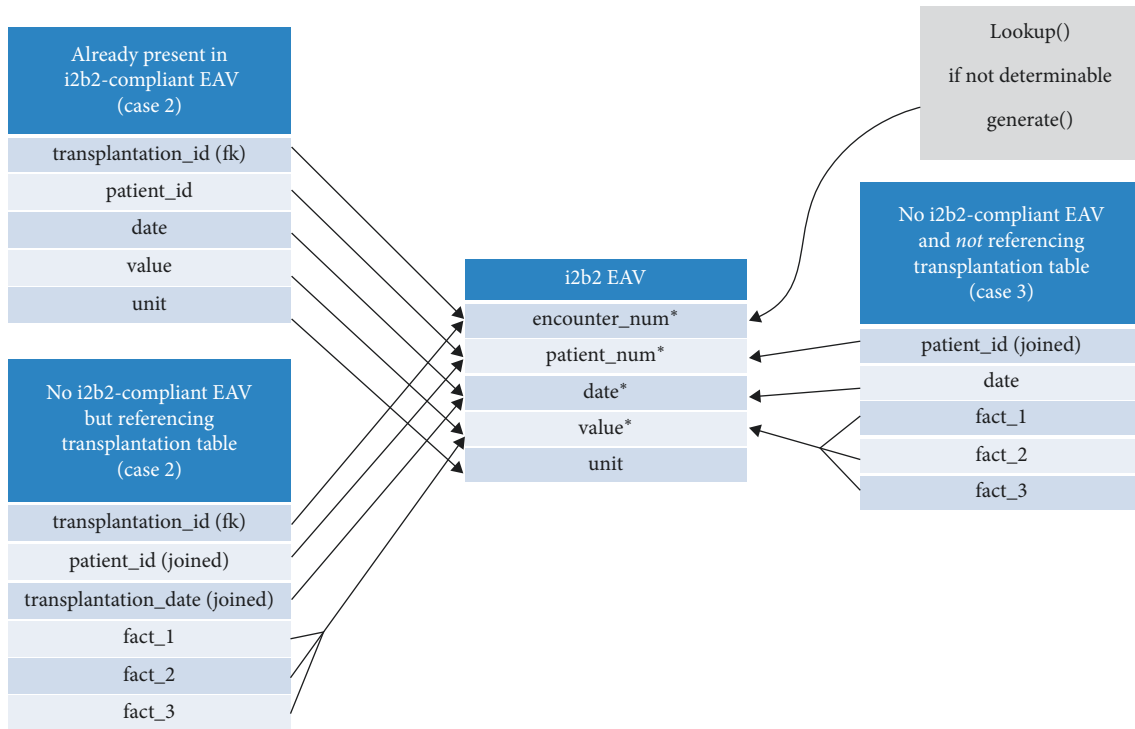 Already present in
i2b2-compliant EAV
(case 2)
transplantation_id (fk)
patient_id
date
value
unit
No i2b2-compliant EAV
but referencing
transplantation table
(case 2)
transplantation_id (fk)
patient_id (joined)
transplantation_date (joined)
fact_1
fact_2
fact_3
i2b2 EAV
encounter_num*
patient_num*
date*
value*
unit
Lookup()
if not determinable
generate()
No i2b2-compliant EAV
and not referencing
transplantation table
(case 3)
patient_id (joined)
date
fact_1
fact_2
fact_3